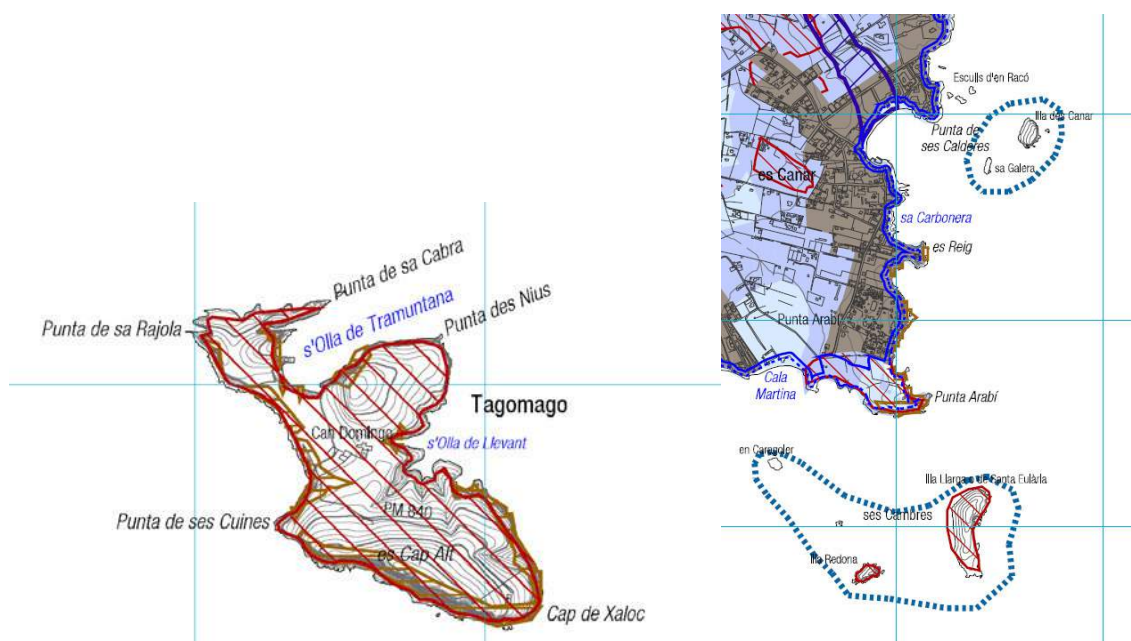 Punta de sa Cabra
s'Olla de Tramuntana
Punta des Nius
Punta de sa Rajola
Tagomago
Can Domingo
s'Olla de Llevant
PM 840
Punta de ses Cuines
es Cap Alt
Cap de Xaloc
Esculls d'en Racó
Illa des Canar
Punta de
ses Calderes
sa Galera
es Canar
sa Carbonera
es Reig
Punta Arabí
Cala
Martina
Punta Arabí
en Caragoler
Illa Llarga o de Santa Eulària
ses Cambres
Illa Redona